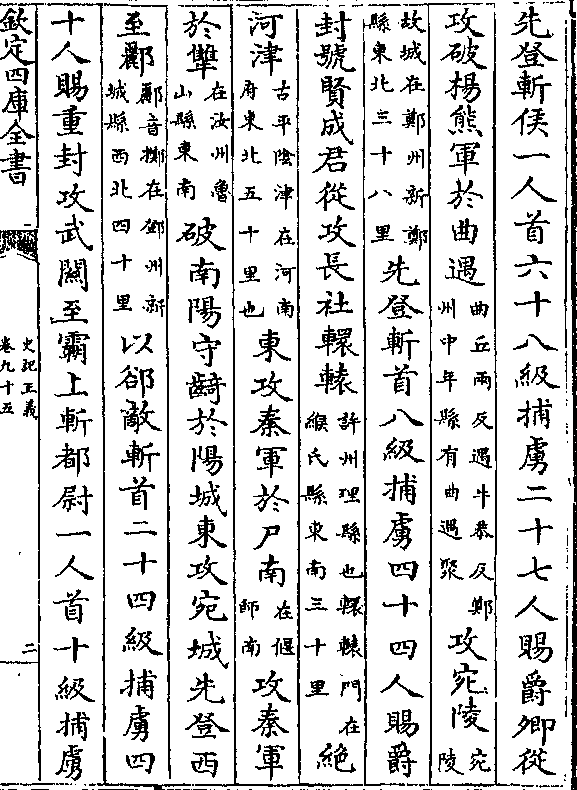 先登斬侯一人首六十八級捕虜二十七人賜爵卿從
攻破楊熊軍於曲遇曲丘雨反遇牛恭反鄭州中牟縣有曲遇聚攻宛陵宛陵
故城在鄭州新鄭縣東北三十八里先登斬首八級捕虜四十四人賜爵
封號賢成君從攻長社轘轅許州理縣也轘轅門在緱氏縣東南三十里絶
河津古平陰津在河南府東北五十里也東攻秦軍於尸南在偃師南攻秦軍
於犨在汝州魯山縣東南破南陽守齮於陽城東攻宛城先登西
至酈酈音擲在鄧州新城縣西北四十里以郤敵斬首二十四級捕虜四
十人賜重封攻武關至霸上斬都尉一人首十級捕虜
欽定四庫全書
史記正義
卷九十五
二